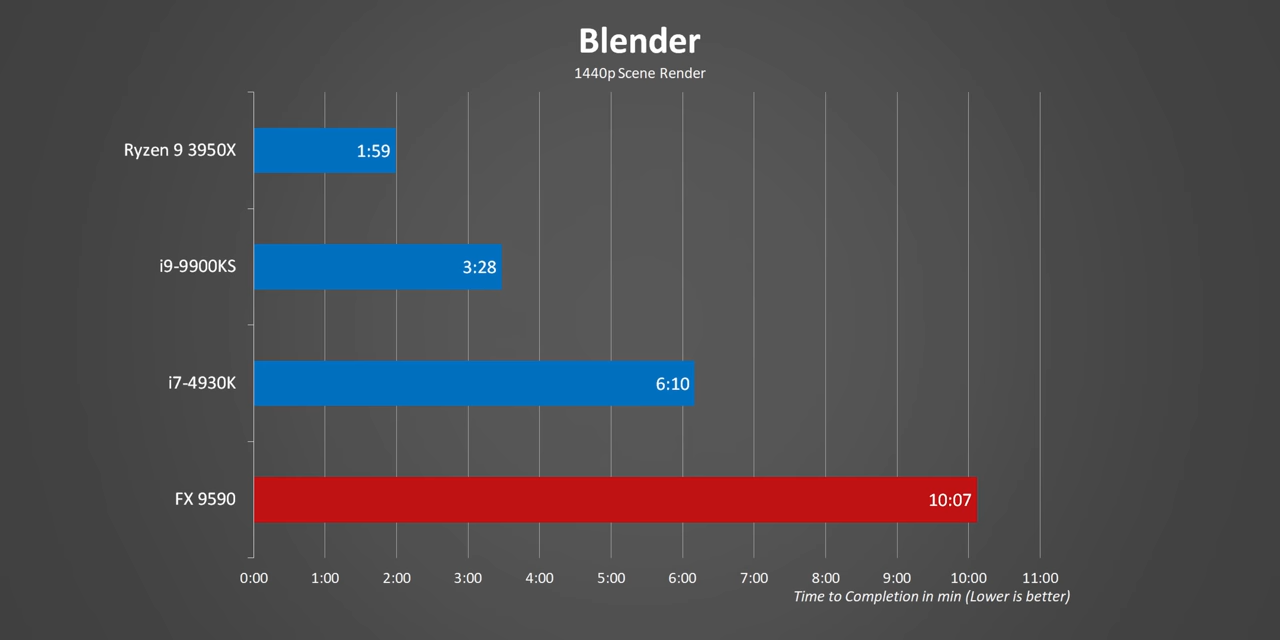 Blender
1440p Scene Render
Ryzen 9 3950X
1:59
i9-9900KS
3:28
i7-4930K
6:10
FX 9590
10:07
0:00 1:00 2:00 3:00 4:00 5:00 6:00 7:00 8:00 9:00 10:00 11:00
Time to Completion in min (Lower is better)